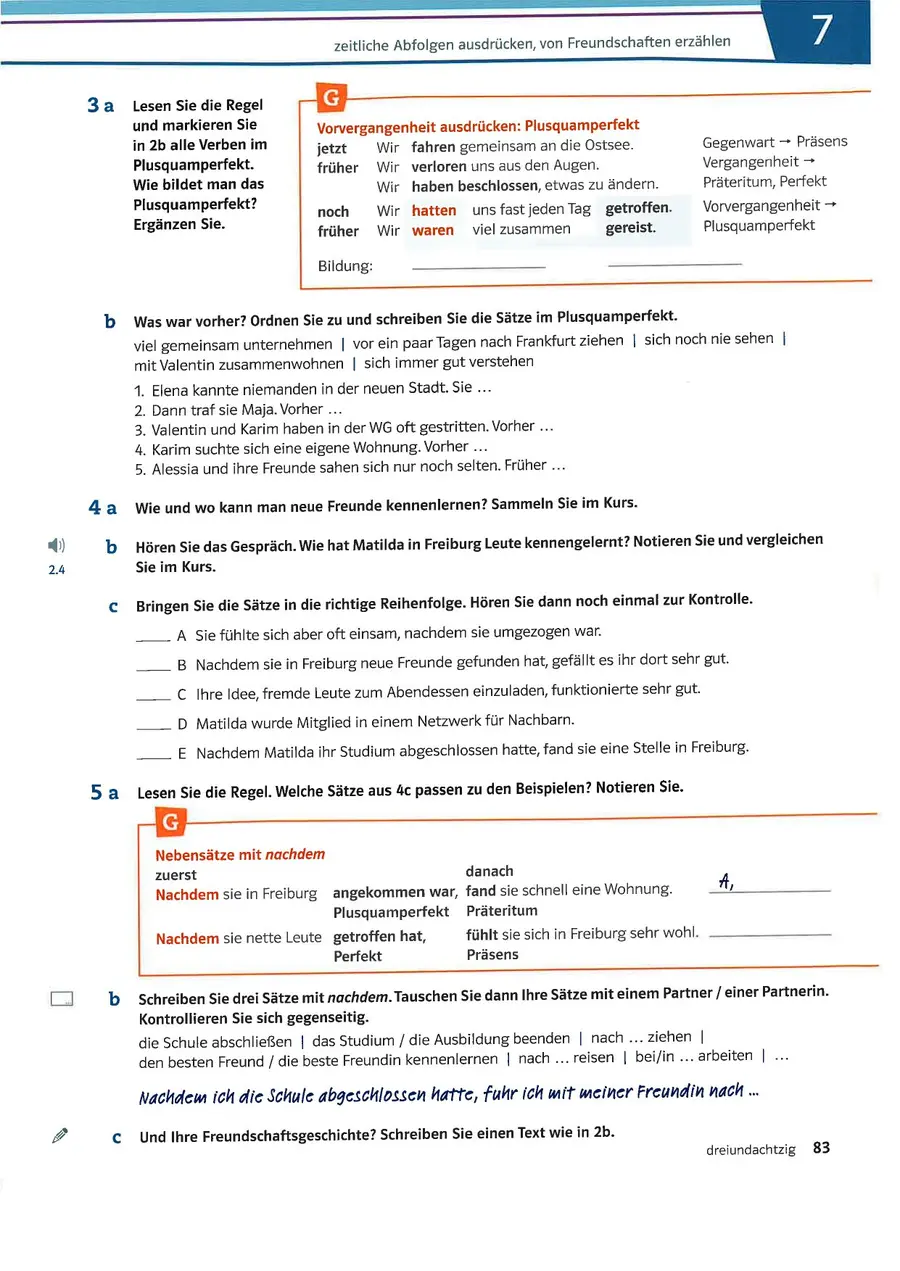 zeitliche Abfolgen ausdrücken, von Freundschaften erzählen
7
3 a Lesen Sie die Regel
und markieren Sie
in 2b alle Verben im
Plusquamperfekt.
Wie bildet man das
Plusquamperfekt?
Ergänzen Sie.
G
Vorvergangenheit ausdrücken: Plusquamperfekt
jetzt Wir fahren gemeinsam an die Ostsee. Gegenwart → Präsens
früher Wir verloren uns aus den Augen. Vergangenheit →
Wir haben beschlossen, etwas zu ändern. Präteritum, Perfekt
noch Wir hatten uns fast jeden Tag getroffen. Vorvergangenheit →
früher Wir waren viel zusammen gereist. Plusquamperfekt
Bildung: ____ ____
b Was war vorher? Ordnen Sie zu und schreiben Sie die Sätze im Plusquamperfekt.
viel gemeinsam unternehmen | vor ein paar Tagen nach Frankfurt ziehen | sich noch nie sehen |
mit Valentin zusammenwohnen | sich immer gut verstehen
1. Elena kannte niemanden in der neuen Stadt. Sie …
2. Dann traf sie Maja. Vorher …
3. Valentin und Karim haben in der WG oft gestritten. Vorher …
4. Karim suchte sich eine eigene Wohnung. Vorher …
5. Alessia und ihre Freunde sahen sich nur noch selten. Früher …
4 a Wie und wo kann man neue Freunde kennenlernen? Sammeln Sie im Kurs.
b Hören Sie das Gespräch. Wie hat Matilda in Freiburg Leute kennengelernt? Notieren Sie und vergleichen
2.4 Sie im Kurs.
c Bringen Sie die Sätze in die richtige Reihenfolge. Hören Sie dann noch einmal zur Kontrolle.
____ A Sie fühlte sich aber oft einsam, nachdem sie umgezogen war.
____ B Nachdem sie in Freiburg neue Freunde gefunden hat, gefällt es ihr dort sehr gut.
____ C Ihre Idee, fremde Leute zum Abendessen einzuladen, funktionierte sehr gut.
____ D Matilda wurde Mitglied in einem Netzwerk für Nachbarn.
____ E Nachdem Matilda ihr Studium abgeschlossen hatte, fand sie eine Stelle in Freiburg.
5 a Lesen Sie die Regel. Welche Sätze aus 4c passen zu den Beispielen? Notieren Sie.
G
Nebensätze mit nachdem
zuerst danach
Nachdem sie in Freiburg angekommen war, fand sie schnell eine Wohnung. A,
Plusquamperfekt Präteritum
Nachdem sie nette Leute getroffen hat, fühlt sie sich in Freiburg sehr wohl. ____
Perfekt Präsens
b Schreiben Sie drei Sätze mit nachdem. Tauschen Sie dann Ihre Sätze mit einem Partner / einer Partnerin.
Kontrollieren Sie sich gegenseitig.
die Schule abschließen | das Studium / die Ausbildung beenden | nach … ziehen |
den besten Freund / die beste Freundin kennenlernen | nach … reisen | bei/in … arbeiten | …
Nachdem ich die Schule abgeschlossen hatte, fuhr ich mit meiner Freundin nach …
c Und Ihre Freundschaftsgeschichte? Schreiben Sie einen Text wie in 2b.
dreiundachtzig 83